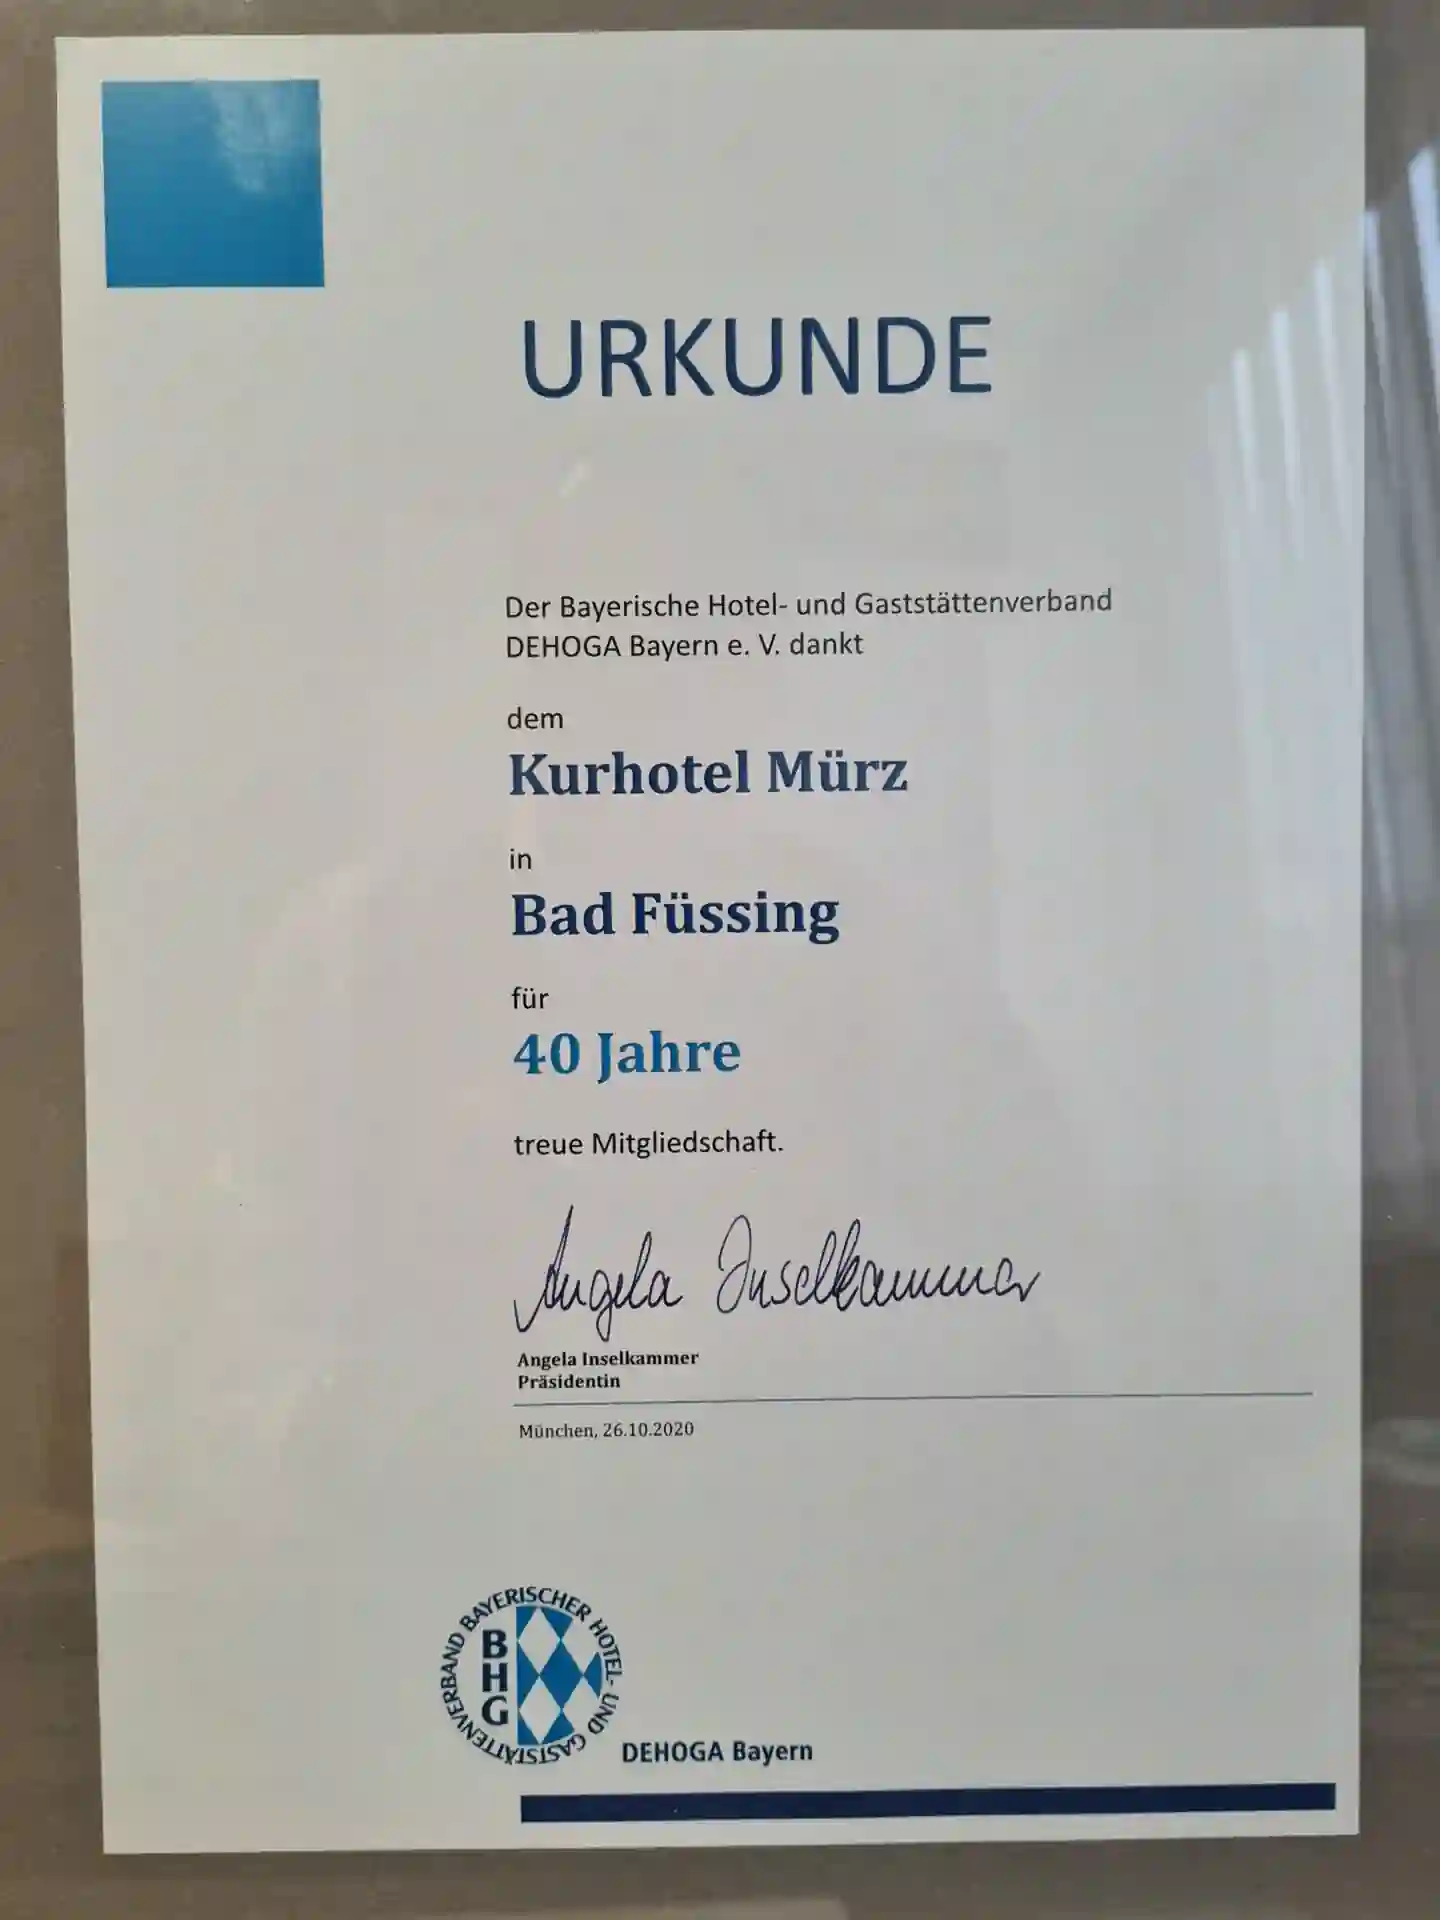 URKUNDE
Der Bayerische Hotel- und Gaststättenverband
DEHOGA Bayern e. V. dankt
dem
Kurhotel Mürz
in
Bad Füssing
für
40 Jahre
treue Mitgliedschaft.
Angela Inselkammer
Angela Inselkammer
Präsidentin
München, 26.10.2020
BAYERISCHER HOTEL- UND GASTSTÄTTENVERBAND
B
H
G
DEHOGA Bayern